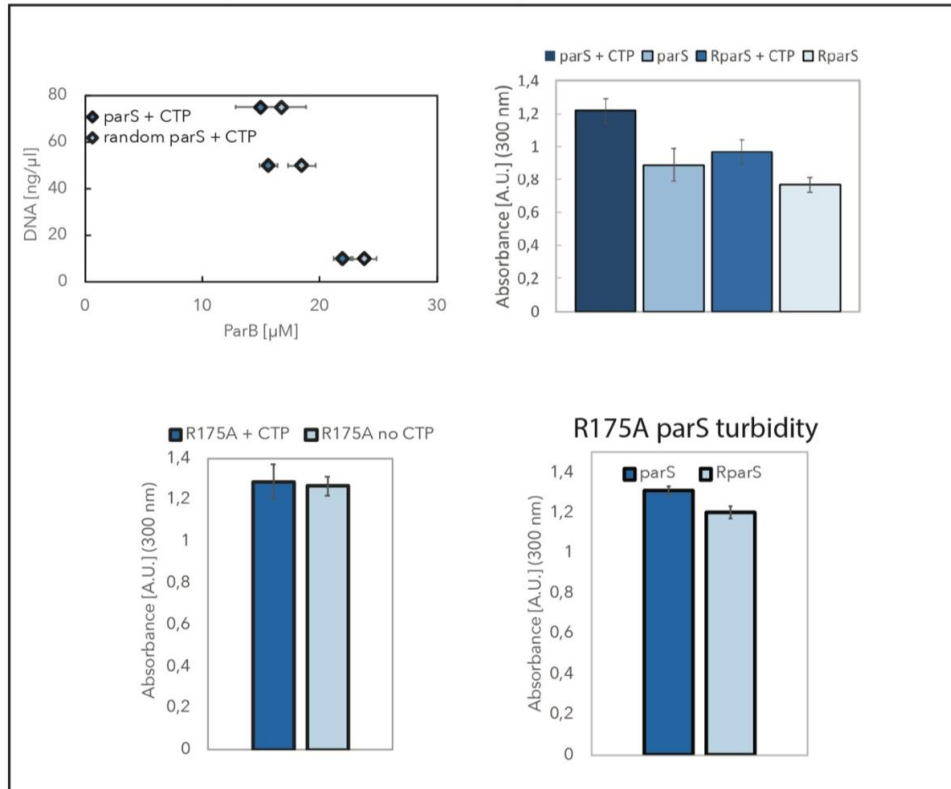 80
60
40
20
0
DNA [ng/µl]
parS + CTP
random parS + CTP
0 10 20 30
ParB [µM]
parS + CTP parS RparS + CTP RparS
1,4
1,2
1
0,8
0,6
0,4
0,2
0
Absorbance [A.U.] (300 nm)
R175A + CTP R175A no CTP
1,4
1,2
1
0,8
0,6
0,4
0,2
0
Absorbance [A.U.] (300 nm)
R175A parS turbidity
parS RparS
1,4
1,2
1
0,8
0,6
0,4
0,2
0
Absorbance [A.U.] (300 nm)